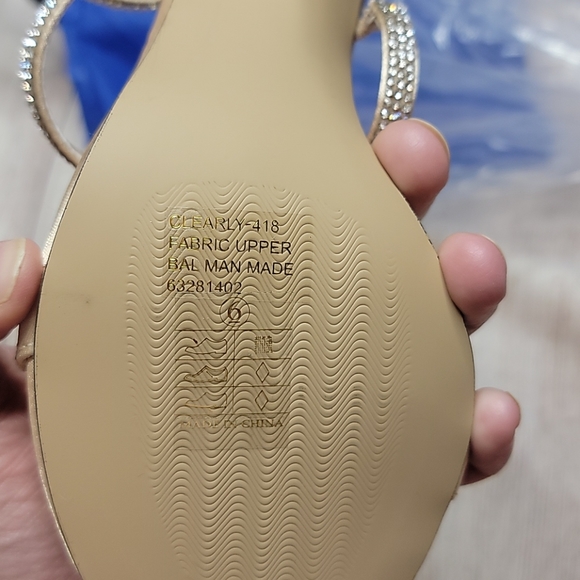 CLEARLY-418
FABRIC UPPER
BAL MAN MADE
63281402
6
MADE IN CHINA